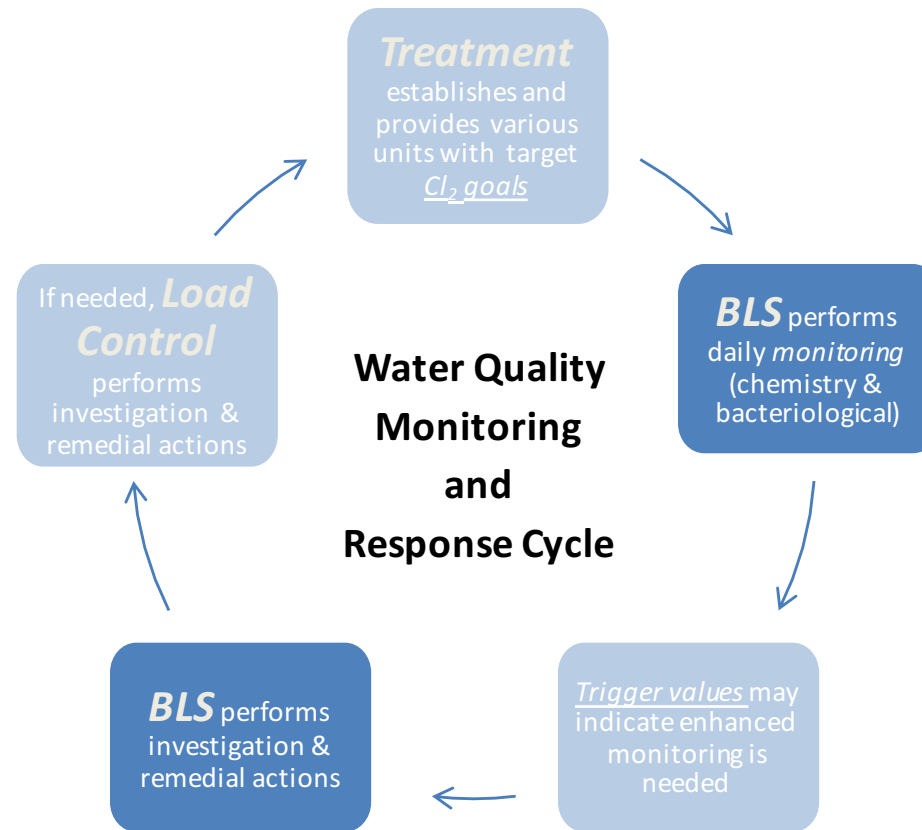 Treatment
establishes and
provides various
units with target
Cl₂ goals
BLS performs
daily monitoring
(chemistry &
bacteriological)
Trigger values may
indicate enhanced
monitoring is
needed
BLS performs
investigation &
remedial actions
If needed, Load
Control
performs
investigation &
remedial actions
Water Quality
Monitoring
and
Response Cycle